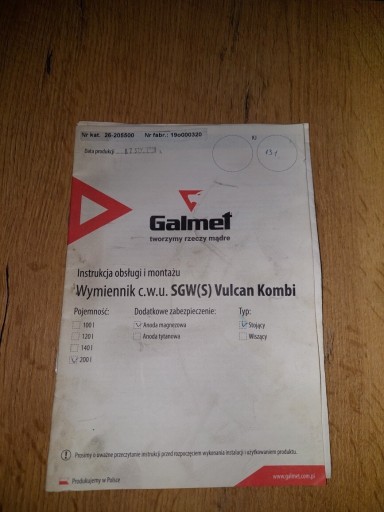 Nr kat. 26-208800 Nr fabr.: 19o000320
Data produkcji
Galmet
tworzymy rzeczy mądre
Instrukcja obsługi i montażu
Wymiennik c.w.u. SGW(S) Vulcan Kombi
Pojemność: Dodatkowe zabezpieczenie: Typ:
100 l Anoda magnezowa Stojący
120 l Anoda tytanowa Wiszący
140 l
200 l
Prosimy o uważne przeczytanie instrukcji przed rozpoczęciem wykonania instalacji i użytkowaniem produktu.
Produkujemy w Polsce www.galmet.com.pl